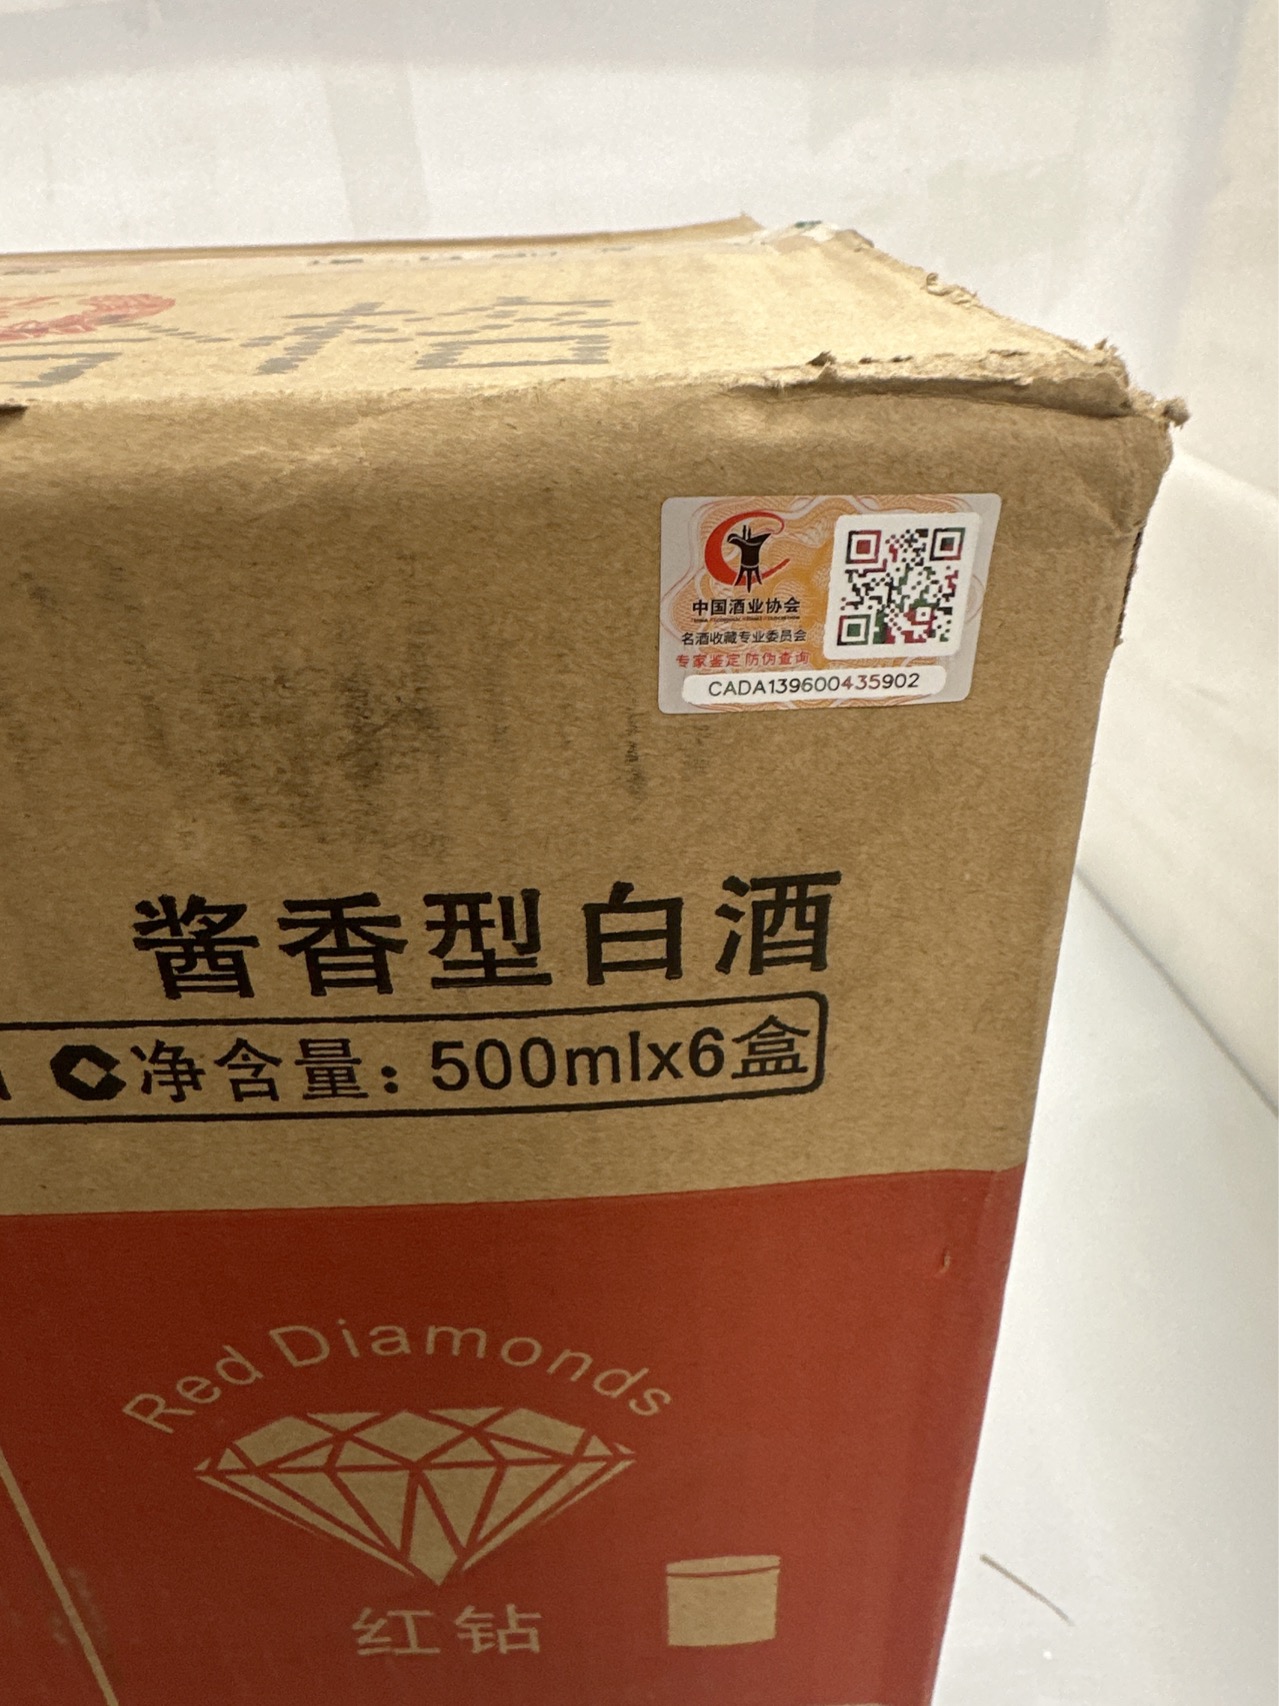 中国酒业协会
名酒收藏专业委员会
专家鉴定 防伪查询
CADA139600435902
酱香型白酒
净含量：500mlx6盒
Red Diamonds
红钻